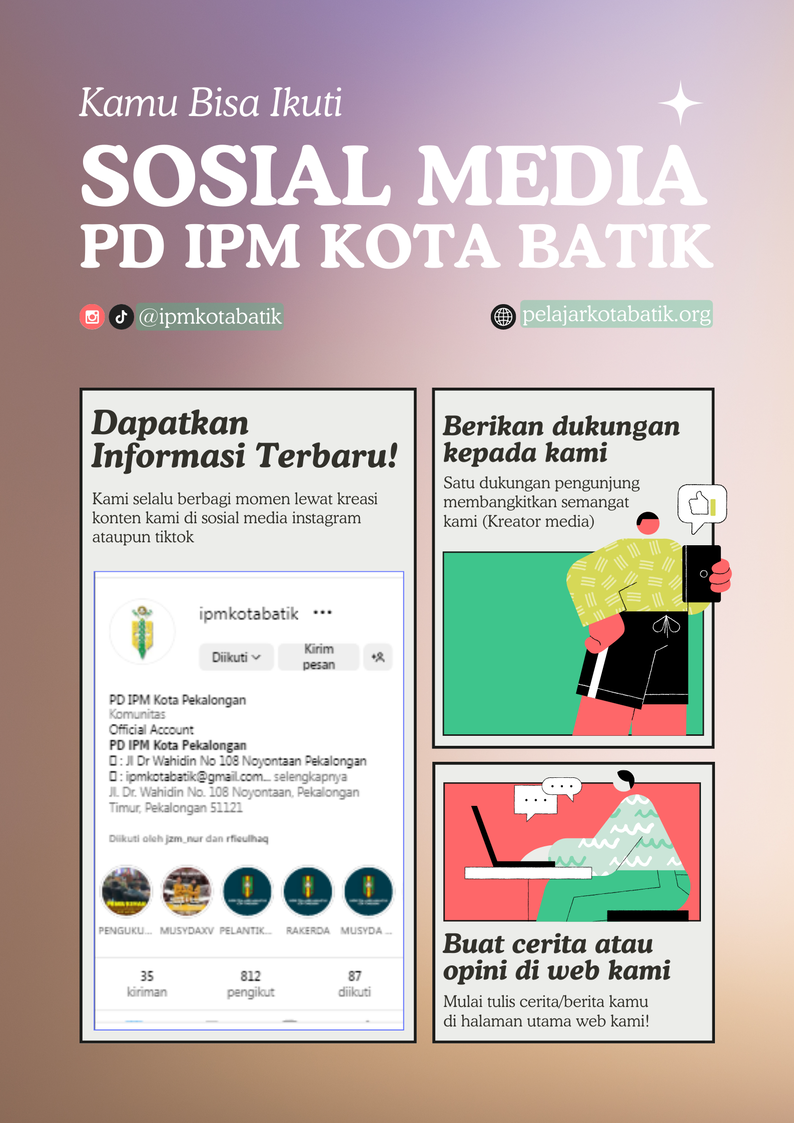 Kamu Bisa Ikuti
SOSIAL MEDIA
PD IPM KOTA BATIK
@ipmkotabatik
pelajarkotabatik.org
Dapatkan
Informasi Terbaru!
Kami selalu berbagi momen lewat kreasi
konten kami di sosial media instagram
ataupun tiktok
ipmkotabatik •••
Diikuti
Kirim
pesan
PD IPM Kota Pekalongan
Komunitas
Official Account
PD IPM Kota Pekalongan
: Jl Dr Wahidin No 108 Noyontaan Pekalongan
: ipmkotabatik@gmail.com... selengkapnya
Jl. Dr. Wahidin No. 108 Noyontaan, Pekalongan
Timur, Pekalongan 51121
Diikuti oleh jzm_nur dan rfieulhaq
PENGUKU... MUSYDAXV PELANTIK... RAKERDA MUSYDA ...
35 812 87
kiriman pengikut diikuti
Berikan dukungan
kepada kami
Satu dukungan pengunjung
membangkitkan semangat
kami (Kreator media)
Buat cerita atau
opini di web kami
Mulai tulis cerita/berita kamu
di halaman utama web kami!